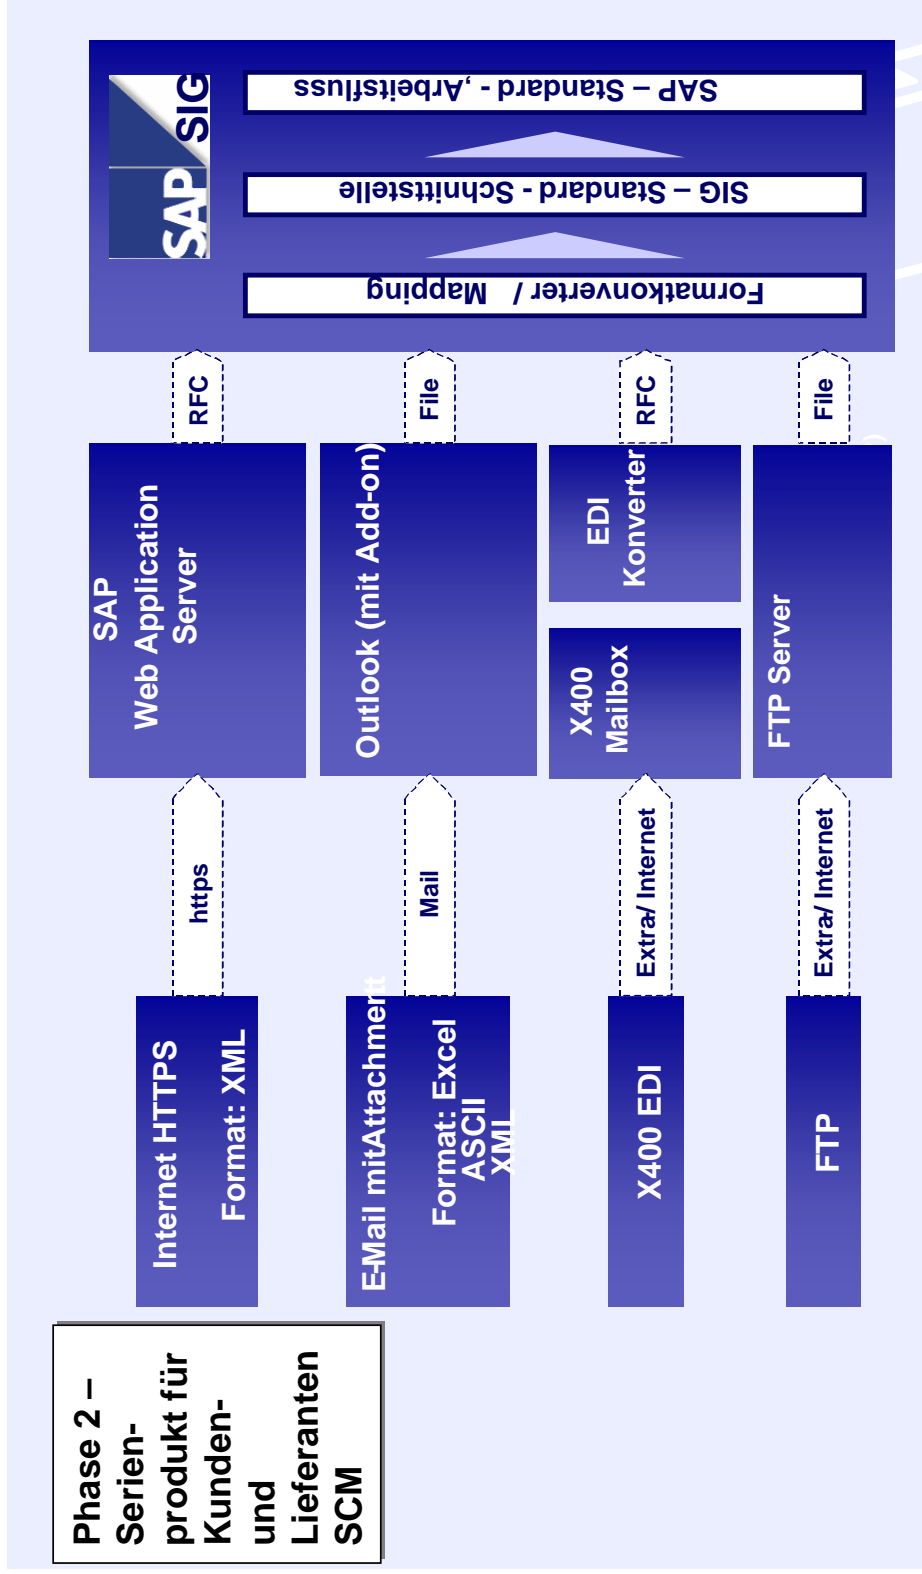 Phase 2 –
Serien-
produkt für
Kunden-
und
Lieferanten
SCM
Internet HTTPS
Format: XML
https
SAP
Web Application
Server
RFC
E-Mail mitAttachmertt
Format: Excel
ASCII
XML
Mail
Outlook (mit Add-on)
File
X400 EDI
Extra-/ Internet
X400
Mailbox
EDI
Konverter
RFC
FTP
Extra-/ Internet
FTP Server
)
File
Formatkonverter / Mapping
SIG – Standard - Schnittstelle
SAP – Standard - ‚Arbeitsfluss
SAP
SIG